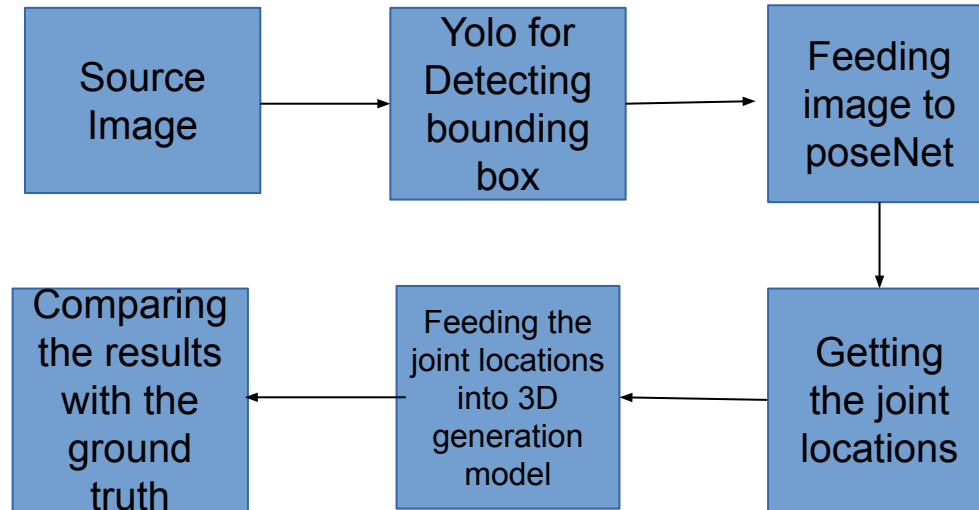 Source
Image
Yolo for
Detecting
bounding
box
Feeding
image to
poseNet
Getting
the joint
locations
Feeding the
joint locations
into 3D
generation
model
Comparing
the results
with the
ground
truth